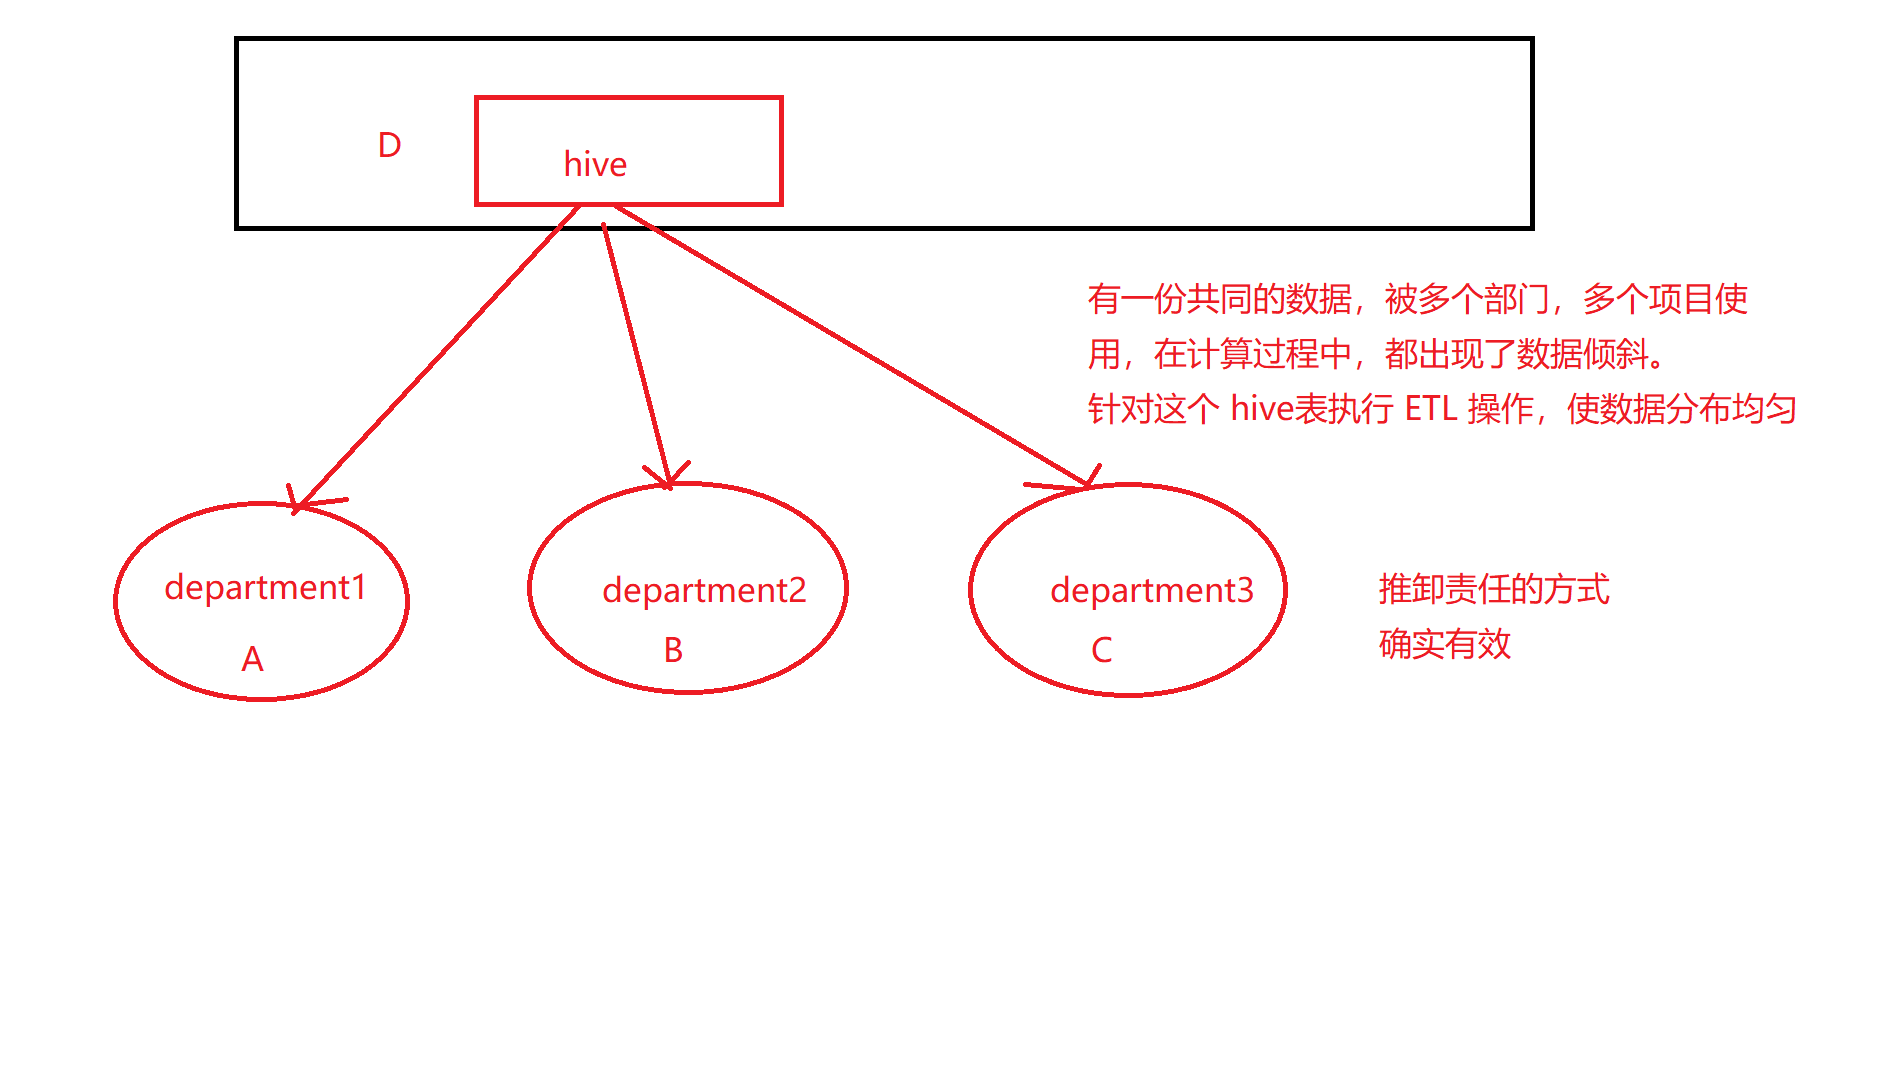 D
hive
有一份共同的数据，被多个部门，多个项目使
用，在计算过程中，都出现了数据倾斜。
针对这个 hive表执行 ETL 操作，使数据分布均匀
department1
A
department2
B
department3
C
推卸责任的方式
确实有效